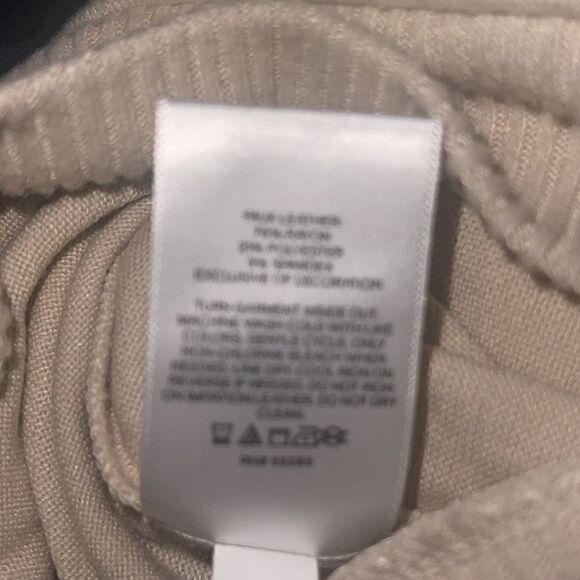 FAUX LEATHER
RAYON
POLYESTER
SPANDEX
EXCLUSIVE OF DECORATION
TURN GARMENT INSIDE OUT.
MACHINE WASH COLD WITH LIKE
COLORS, GENTLE CYCLE. ONLY
NON-CHLORINE BLEACH WHEN
NEEDED. LINE DRY. COOL IRON ON
REVERSE IF NEEDED. DO NOT IRON
ON IMITATION LEATHER. DO NOT DRY
CLEAN.
RN#